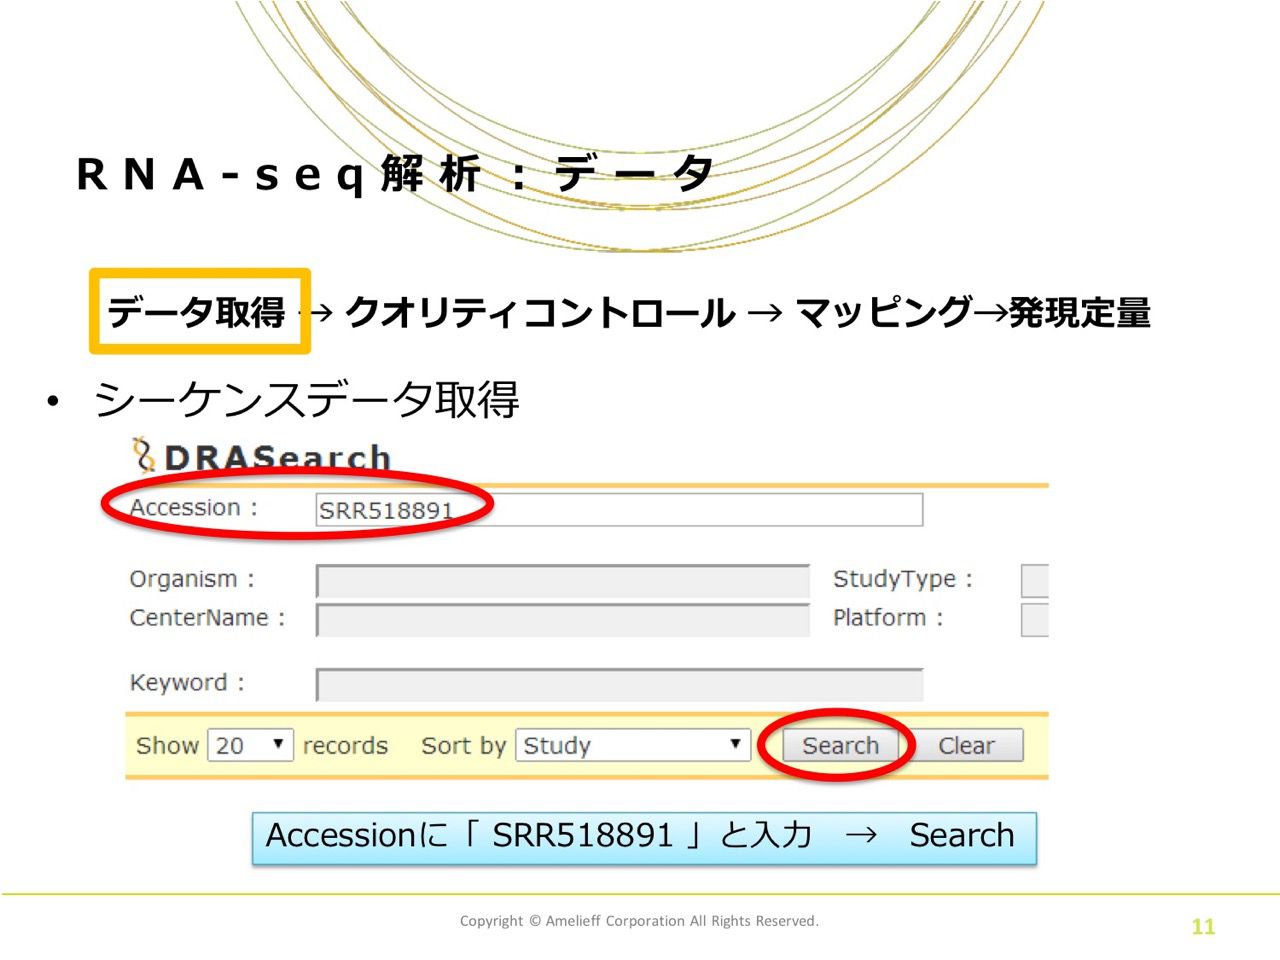 RNA-seq解析：データ
データ取得 → クオリティコントロール → マッピング→発現定量
• シーケンスデータ取得
DRASearch
Accession : SRR518891
Organism : StudyType :
CenterName : Platform :
Keyword :
Show 20 ▼ records Sort by Study ▼ Search Clear
Accessionに「 SRR518891 」と入力　→　Search
Copyright © Amelieff Corporation All Rights Reserved.
11